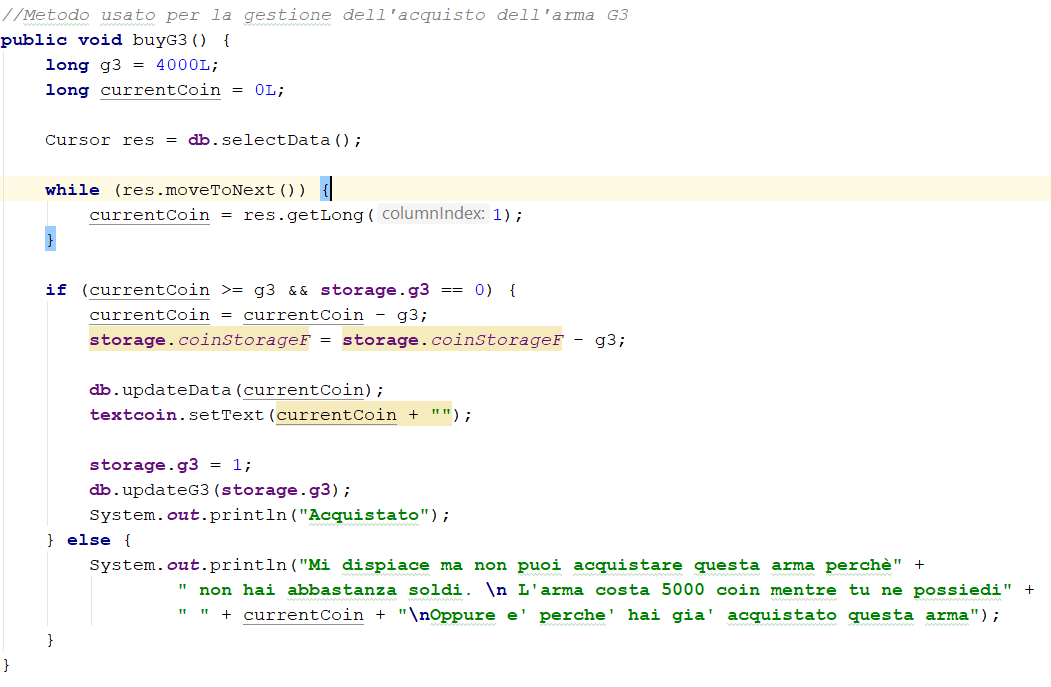 //Metodo usato per la gestione dell'acquisto dell'arma G3
public void buyG3() {
    long g3 = 4000L;
    long currentCoin = 0L;

    Cursor res = db.selectData();

    while (res.moveToNext()) {
        currentCoin = res.getLong( columnIndex: 1);
    }

    if (currentCoin >= g3 && storage.g3 == 0) {
        currentCoin = currentCoin - g3;
        storage.coinStorageF = storage.coinStorageF - g3;

        db.updateData(currentCoin);
        textcoin.setText(currentCoin + "");

        storage.g3 = 1;
        db.updateG3(storage.g3);
        System.out.println("Acquistato");
    } else {
        System.out.println("Mi dispiace ma non puoi acquistare questa arma perchè" +
                " non hai abbastanza soldi. \n L'arma costa 5000 coin mentre tu ne possiedi" +
                " " + currentCoin + "\nOppure e' perche' hai gia' acquistato questa arma");
    }
}